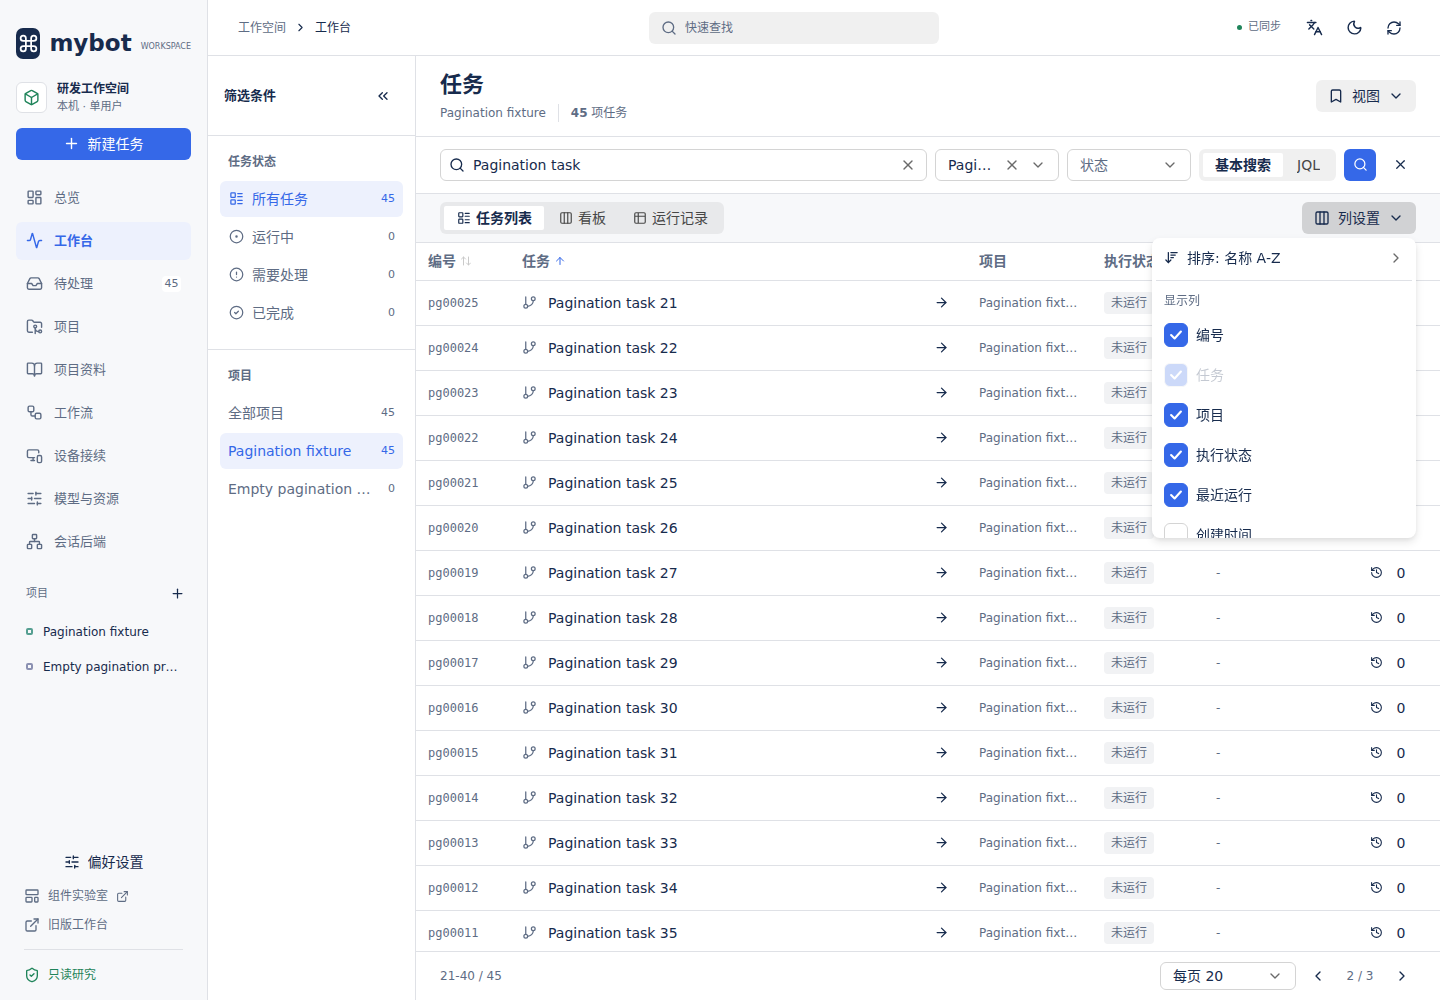 mybot WORKSPACE
研发工作空间
本机 · 单用户
新建任务
总览
工作台
待处理 45
项目
项目资料
工作流
设备接续
模型与资源
会话后端
项目
Pagination fixture
Empty pagination pr...
偏好设置
组件实验室
旧版工作台
只读研究
工作空间 工作台
快速查找
已同步
筛选条件
任务状态
所有任务 45
运行中 0
需要处理 0
已完成 0
项目
全部项目 45
Pagination fixture 45
Empty pagination ... 0
任务
Pagination fixture 45 项任务
视图
Pagination task
Pagi...
状态
基本搜索 JQL
任务列表 看板 运行记录
列设置
编号 任务 项目 执行状态
pg00025 Pagination task 21 Pagination fixt... 未运行
pg00024 Pagination task 22 Pagination fixt... 未运行
pg00023 Pagination task 23 Pagination fixt... 未运行
pg00022 Pagination task 24 Pagination fixt... 未运行
pg00021 Pagination task 25 Pagination fixt... 未运行
pg00020 Pagination task 26 Pagination fixt... 未运行
pg00019 Pagination task 27 Pagination fixt... 未运行 - 0
pg00018 Pagination task 28 Pagination fixt... 未运行 - 0
pg00017 Pagination task 29 Pagination fixt... 未运行 - 0
pg00016 Pagination task 30 Pagination fixt... 未运行 - 0
pg00015 Pagination task 31 Pagination fixt... 未运行 - 0
pg00014 Pagination task 32 Pagination fixt... 未运行 - 0
pg00013 Pagination task 33 Pagination fixt... 未运行 - 0
pg00012 Pagination task 34 Pagination fixt... 未运行 - 0
pg00011 Pagination task 35 Pagination fixt... 未运行 - 0
排序: 名称 A-Z
显示列
编号
任务
项目
执行状态
最近运行
创建时间
21-40 / 45
每页 20
2 / 3